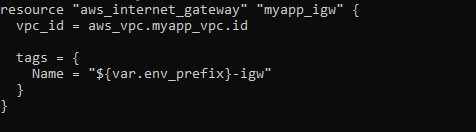 resource "aws_internet_gateway" "myapp_igw" {
  vpc_id = aws_vpc.myapp_vpc.id

  tags = {
    Name = "${var.env_prefix}-igw"
  }
}